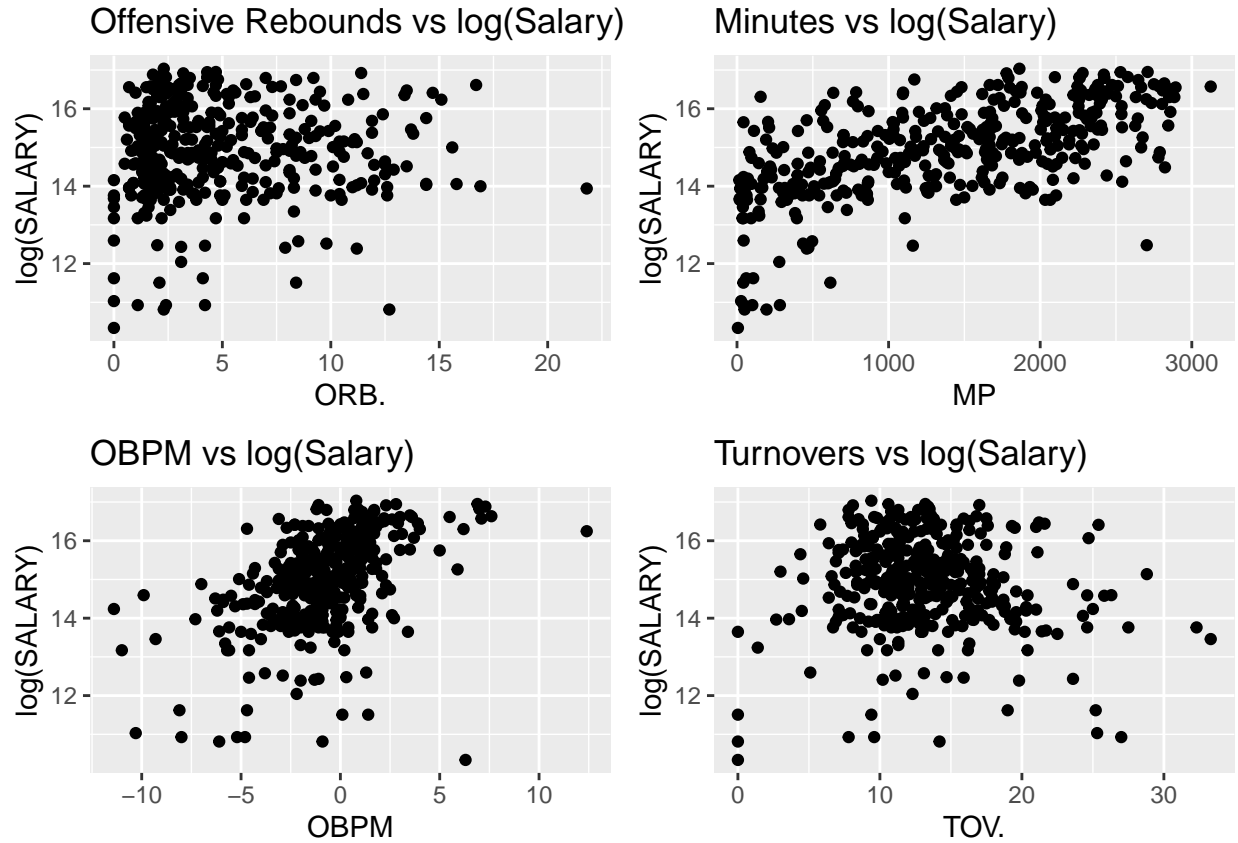 Offensive Rebounds vs log(Salary)
log(SALARY)
16
14
12
0 5 10 15 20
ORB.
Minutes vs log(Salary)
log(SALARY)
16
14
12
0 1000 2000 3000
MP
OBPM vs log(Salary)
log(SALARY)
16
14
12
−10 −5 0 5 10
OBPM
Turnovers vs log(Salary)
log(SALARY)
16
14
12
0 10 20 30
TOV.